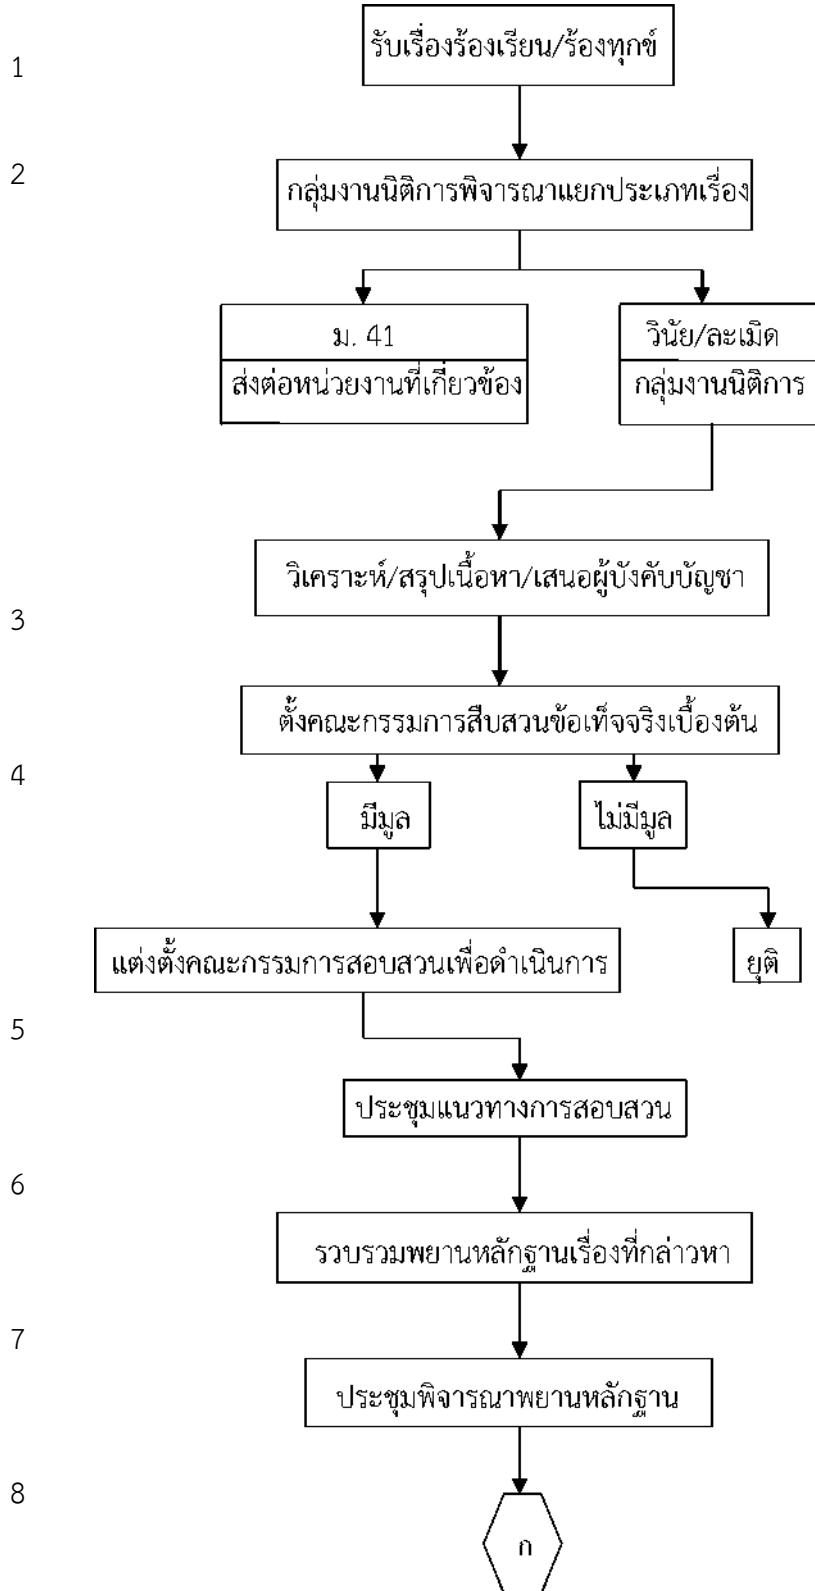 1
รับเรื่องร้องเรียน/ร้องทุกข์
2
กลุ่มงานนิติการพิจารณาแยกประเภทเรื่อง
ม. 41
วินัย/ละเมิด
ส่งต่อหน่วยงานที่เกี่ยวข้อง
กลุ่มงานนิติการ
วิเคราะห์/สรุปเนื้อหา/เสนอผู้บังคับบัญชา
3
ตั้งคณะกรรมการสืบสวนข้อเท็จจริงเบื้องต้น
4
มีมูล
ไม่มีมูล
แต่งตั้งคณะกรรมการสอบสวนเพื่อดำเนินการ
ยุติ
5
ประชุมแนวทางการสอบสวน
6
รวบรวมพยานหลักฐานเรื่องที่กล่าวหา
7
ประชุมพิจารณาพยานหลักฐาน
8
ก